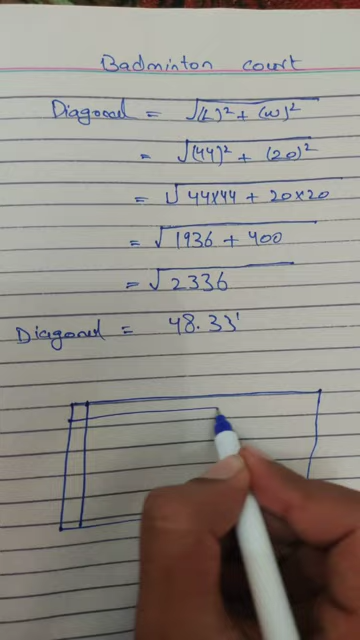 Badminton court
Diagonal = √(L)² + (w)²
= √(44)² + (20)²
= √44×44 + 20×20
= √1936 + 400
= √2336
Diagonal = 48.33'